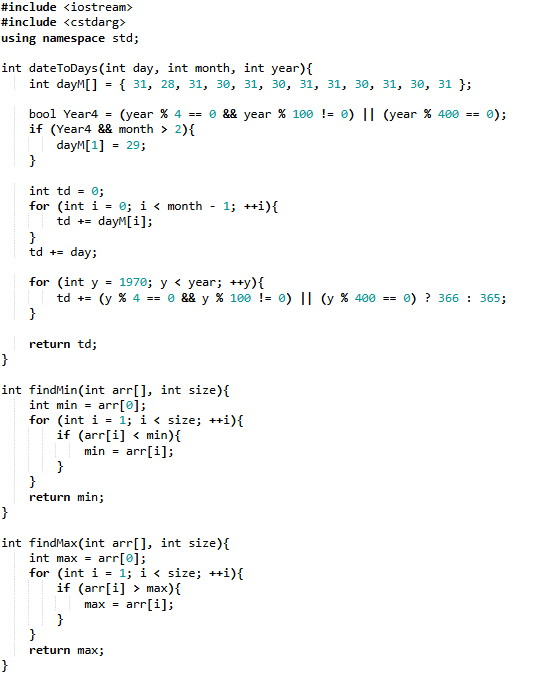 #include <iostream>
#include <cstdarg>
using namespace std;

int dateToDays(int day, int month, int year){
    int dayM[] = { 31, 28, 31, 30, 31, 30, 31, 31, 30, 31, 30, 31 };

    bool Year4 = (year % 4 == 0 && year % 100 != 0) || (year % 400 == 0);
    if (Year4 && month > 2){
        dayM[1] = 29;
    }

    int td = 0;
    for (int i = 0; i < month - 1; ++i){
        td += dayM[i];
    }
    td += day;

    for (int y = 1970; y < year; ++y){
        td += (y % 4 == 0 && y % 100 != 0) || (y % 400 == 0) ? 366 : 365;
    }

    return td;
}

int findMin(int arr[], int size){
    int min = arr[0];
    for (int i = 1; i < size; ++i){
        if (arr[i] < min){
            min = arr[i];
        }
    }
    return min;
}

int findMax(int arr[], int size){
    int max = arr[0];
    for (int i = 1; i < size; ++i){
        if (arr[i] > max){
            max = arr[i];
        }
    }
    return max;
}